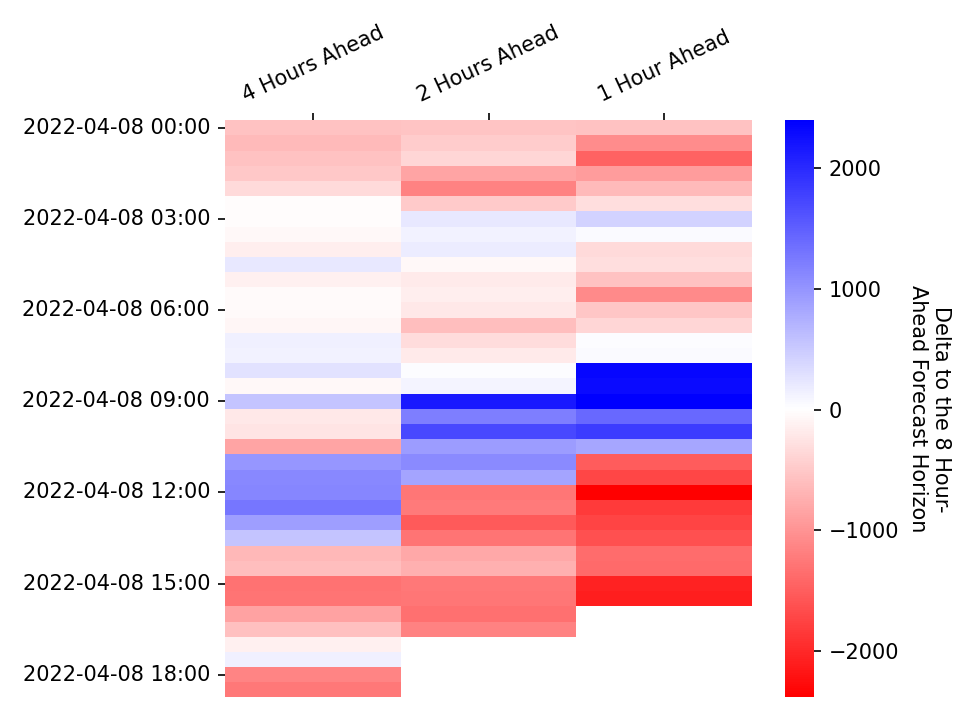 4 Hours Ahead
2 Hours Ahead
1 Hour Ahead
2022-04-08 00:00
2022-04-08 03:00
2022-04-08 06:00
2022-04-08 09:00
2022-04-08 12:00
2022-04-08 15:00
2022-04-08 18:00
2000
1000
0
−1000
−2000
Delta to the 8 Hour-
Ahead Forecast Horizon